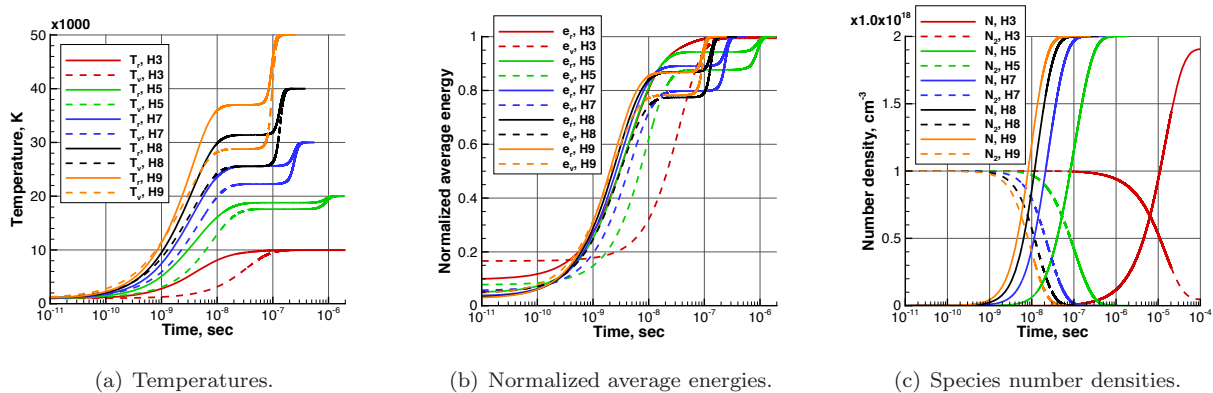 x1000
50
40
30
20
10
0
Temperature, K
T_r, H3
T_v, H3
T_r, H5
T_v, H5
T_r, H7
T_v, H7
T_r, H8
T_v, H8
T_r, H9
T_v, H9
10^-11 10^-10 10^-9 10^-8 10^-7 10^-6
Time, sec
(a) Temperatures.
1
0.8
0.6
0.4
0.2
0
Normalized average energy
e_r, H3
e_v, H3
e_r, H5
e_v, H5
e_r, H7
e_v, H7
e_r, H8
e_v, H8
e_r, H9
e_v, H9
10^-11 10^-10 10^-9 10^-8 10^-7 10^-6
Time, sec
(b) Normalized average energies.
x1.0x10^18
2
1.5
1
0.5
0
Number density, cm^-3
N, H3
N_2, H3
N, H5
N_2, H5
N, H7
N_2, H7
N, H8
N_2, H8
N, H9
N_2, H9
10^-11 10^-10 10^-9 10^-8 10^-7 10^-6 10^-5 10^-4
Time, sec
(c) Species number densities.